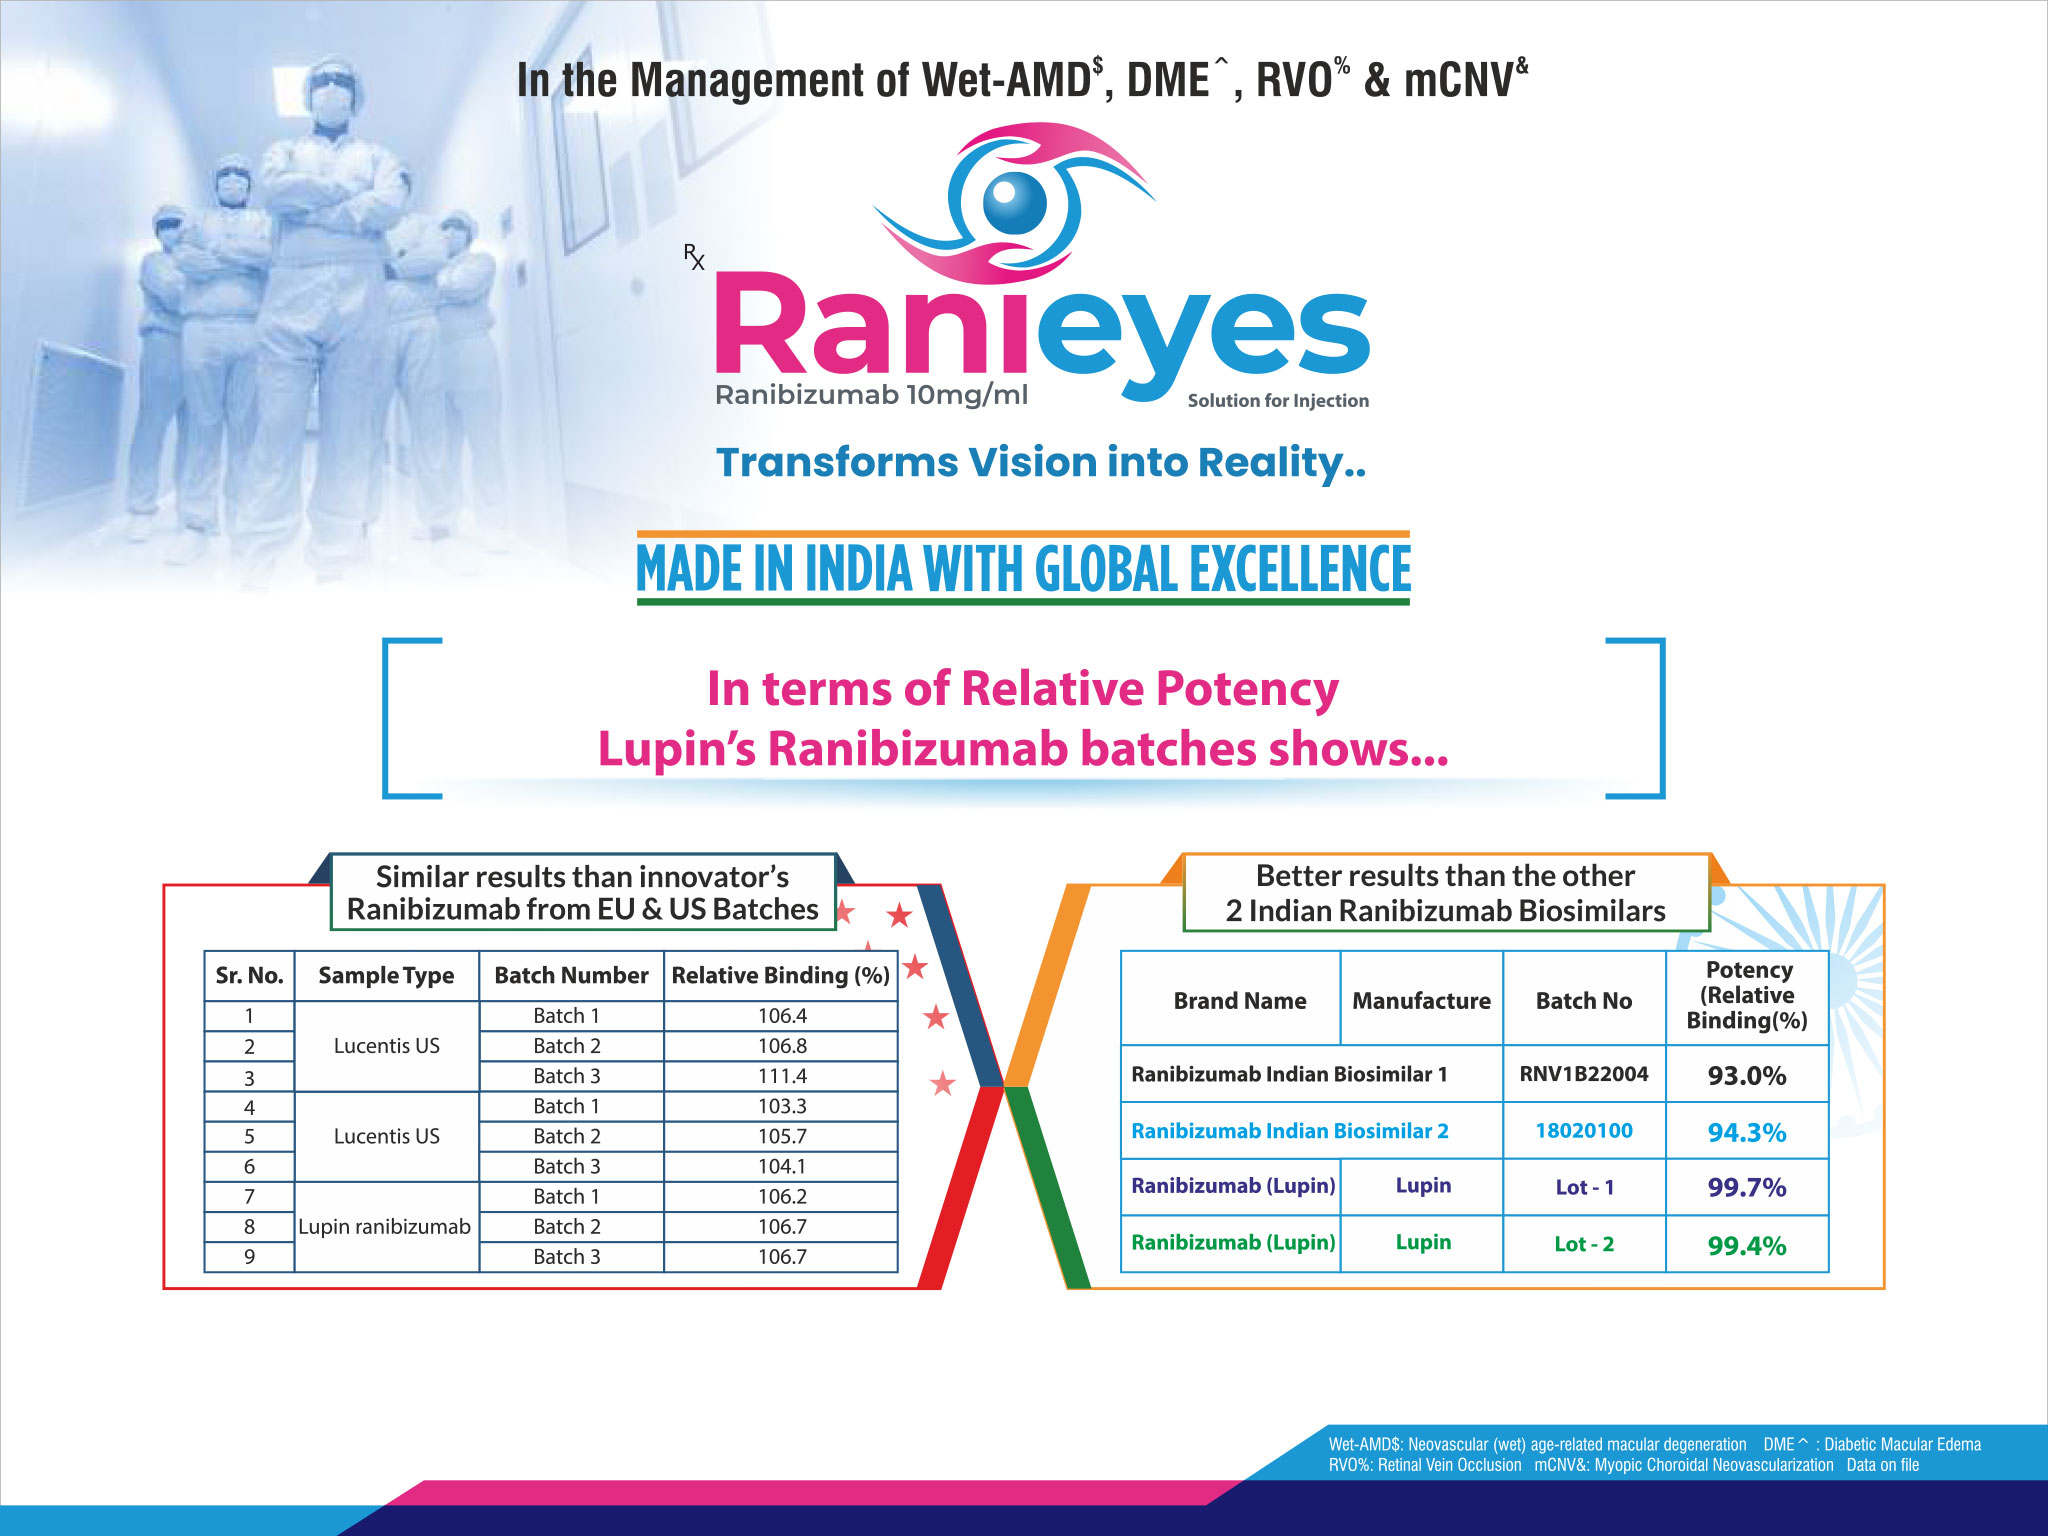 In the Management of Wet-AMD$, DME^, RVO% & mCNV&
Rx
Ranieyes
Ranibizumab 10mg/ml
Solution for Injection
Transforms Vision into Reality..
MADE IN INDIA WITH GLOBAL EXCELLENCE
In terms of Relative Potency
Lupin's Ranibizumab batches shows...
Similar results than innovator's
Ranibizumab from EU & US Batches
Sr. No. Sample Type Batch Number Relative Binding (%)
1 Batch 1 106.4
2 Lucentis US Batch 2 106.8
3 Batch 3 111.4
4 Batch 1 103.3
5 Lucentis US Batch 2 105.7
6 Batch 3 104.1
7 Batch 1 106.2
8 Lupin ranibizumab Batch 2 106.7
9 Batch 3 106.7
Better results than the other
2 Indian Ranibizumab Biosimilars
Brand Name Manufacture Batch No Potency
(Relative
Binding(%)
Ranibizumab Indian Biosimilar 1 RNV1B22004 93.0%
Ranibizumab Indian Biosimilar 2 18020100 94.3%
Ranibizumab (Lupin) Lupin Lot - 1 99.7%
Ranibizumab (Lupin) Lupin Lot - 2 99.4%
Wet-AMD$: Neovascular (wet) age-related macular degeneration DME^ : Diabetic Macular Edema
RVO%: Retinal Vein Occlusion mCNV&: Myopic Choroidal Neovascularization Data on file